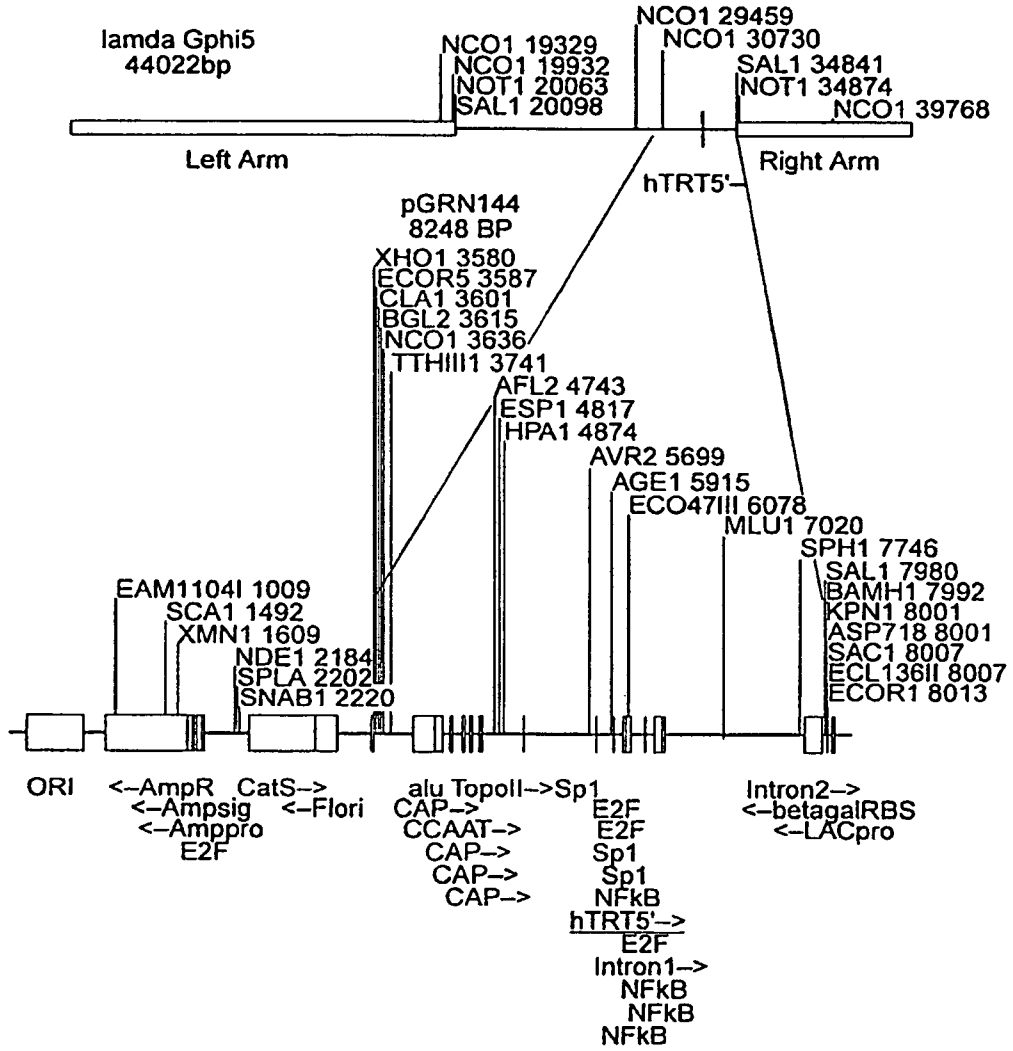 lamda Gphi5
44022bp
NCO1 19329
NCO1 19932
NOT1 20063
SAL1 20098
NCO1 29459
NCO1 30730
SAL1 34841
NOT1 34874
NCO1 39768
Left Arm
Right Arm
hTRT5'
pGRN144
8248 BP
XHO1 3580
ECOR5 3587
CLA1 3601
BGL2 3615
NCO1 3636
TTHIII1 3741
AFL2 4743
ESP1 4817
HPA1 4874
AVR2 5699
AGE1 5915
ECO47III 6078
MLU1 7020
SPH1 7746
SAL1 7980
BAMH1 7992
KPN1 8001
ASP718 8001
SAC1 8007
ECL136II 8007
ECOR1 8013
EAM1104I 1009
SCA1 1492
XMN1 1609
NDE1 2184
SPLA 2202
SNAB1 2220
ORI
<-AmpR
<-Ampsig
<-Amppro
E2F
CatS->
<-Flori
alu TopoII->Sp1
CAP->
CCAAT->
CAP->
CAP->
CAP->
E2F
E2F
Sp1
Sp1
NFkB
hTRT5'->
E2F
Intron1->
NFkB
NFkB
NFkB
Intron2->
<-betagalRBS
<-LACpro